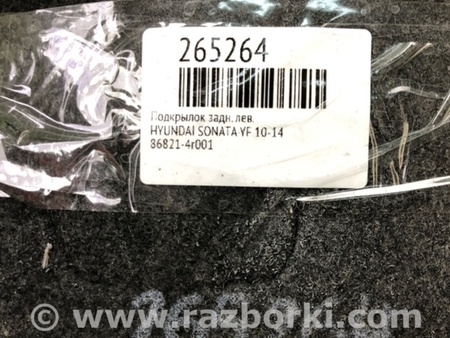 265264
Подкрылок задн.лев.
HYUNDAI SONATA YF 10-14
86821-4r001
© www.razborki.com